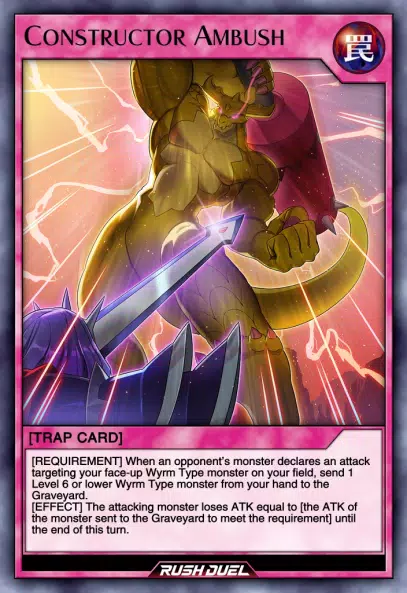 CONSTRUCTOR AMBUSH
罠
[TRAP CARD]
[REQUIREMENT] When an opponent's monster declares an attack
targeting your face-up Wyrm Type monster on your field, send 1
Level 6 or lower Wyrm Type monster from your hand to the
Graveyard.
[EFFECT] The attacking monster loses ATK equal to [the ATK of
the monster sent to the Graveyard to meet the requirement] until
the end of this turn.
RUSH DUEL